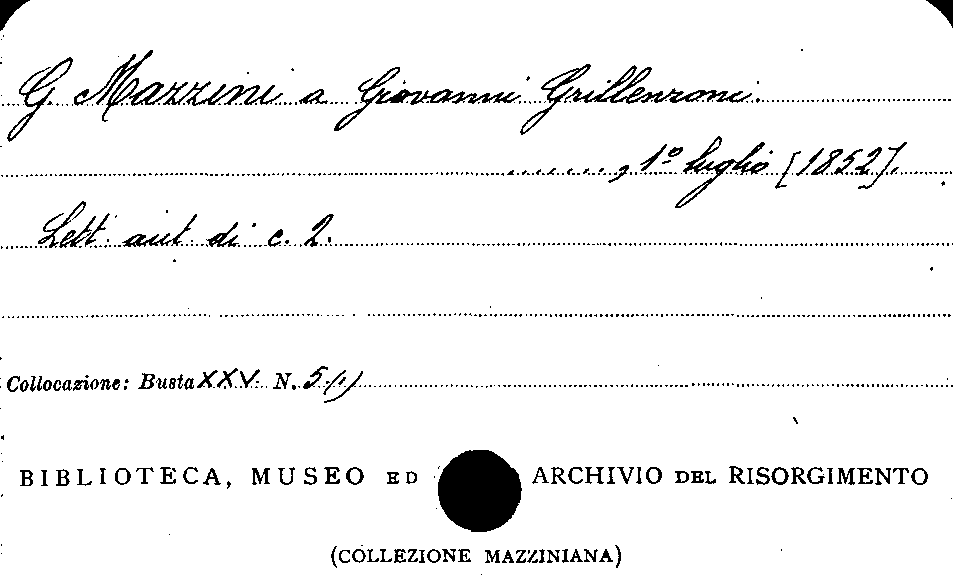 G. Mazzini a Giovanni Grillenzoni.
......., 1º luglio [1852].
Lett. aut. di c. 2.
Collocazione: Busta XXV. N. 5 (1)
BIBLIOTECA, MUSEO ED ARCHIVIO DEL RISORGIMENTO
(COLLEZIONE MAZZINIANA)